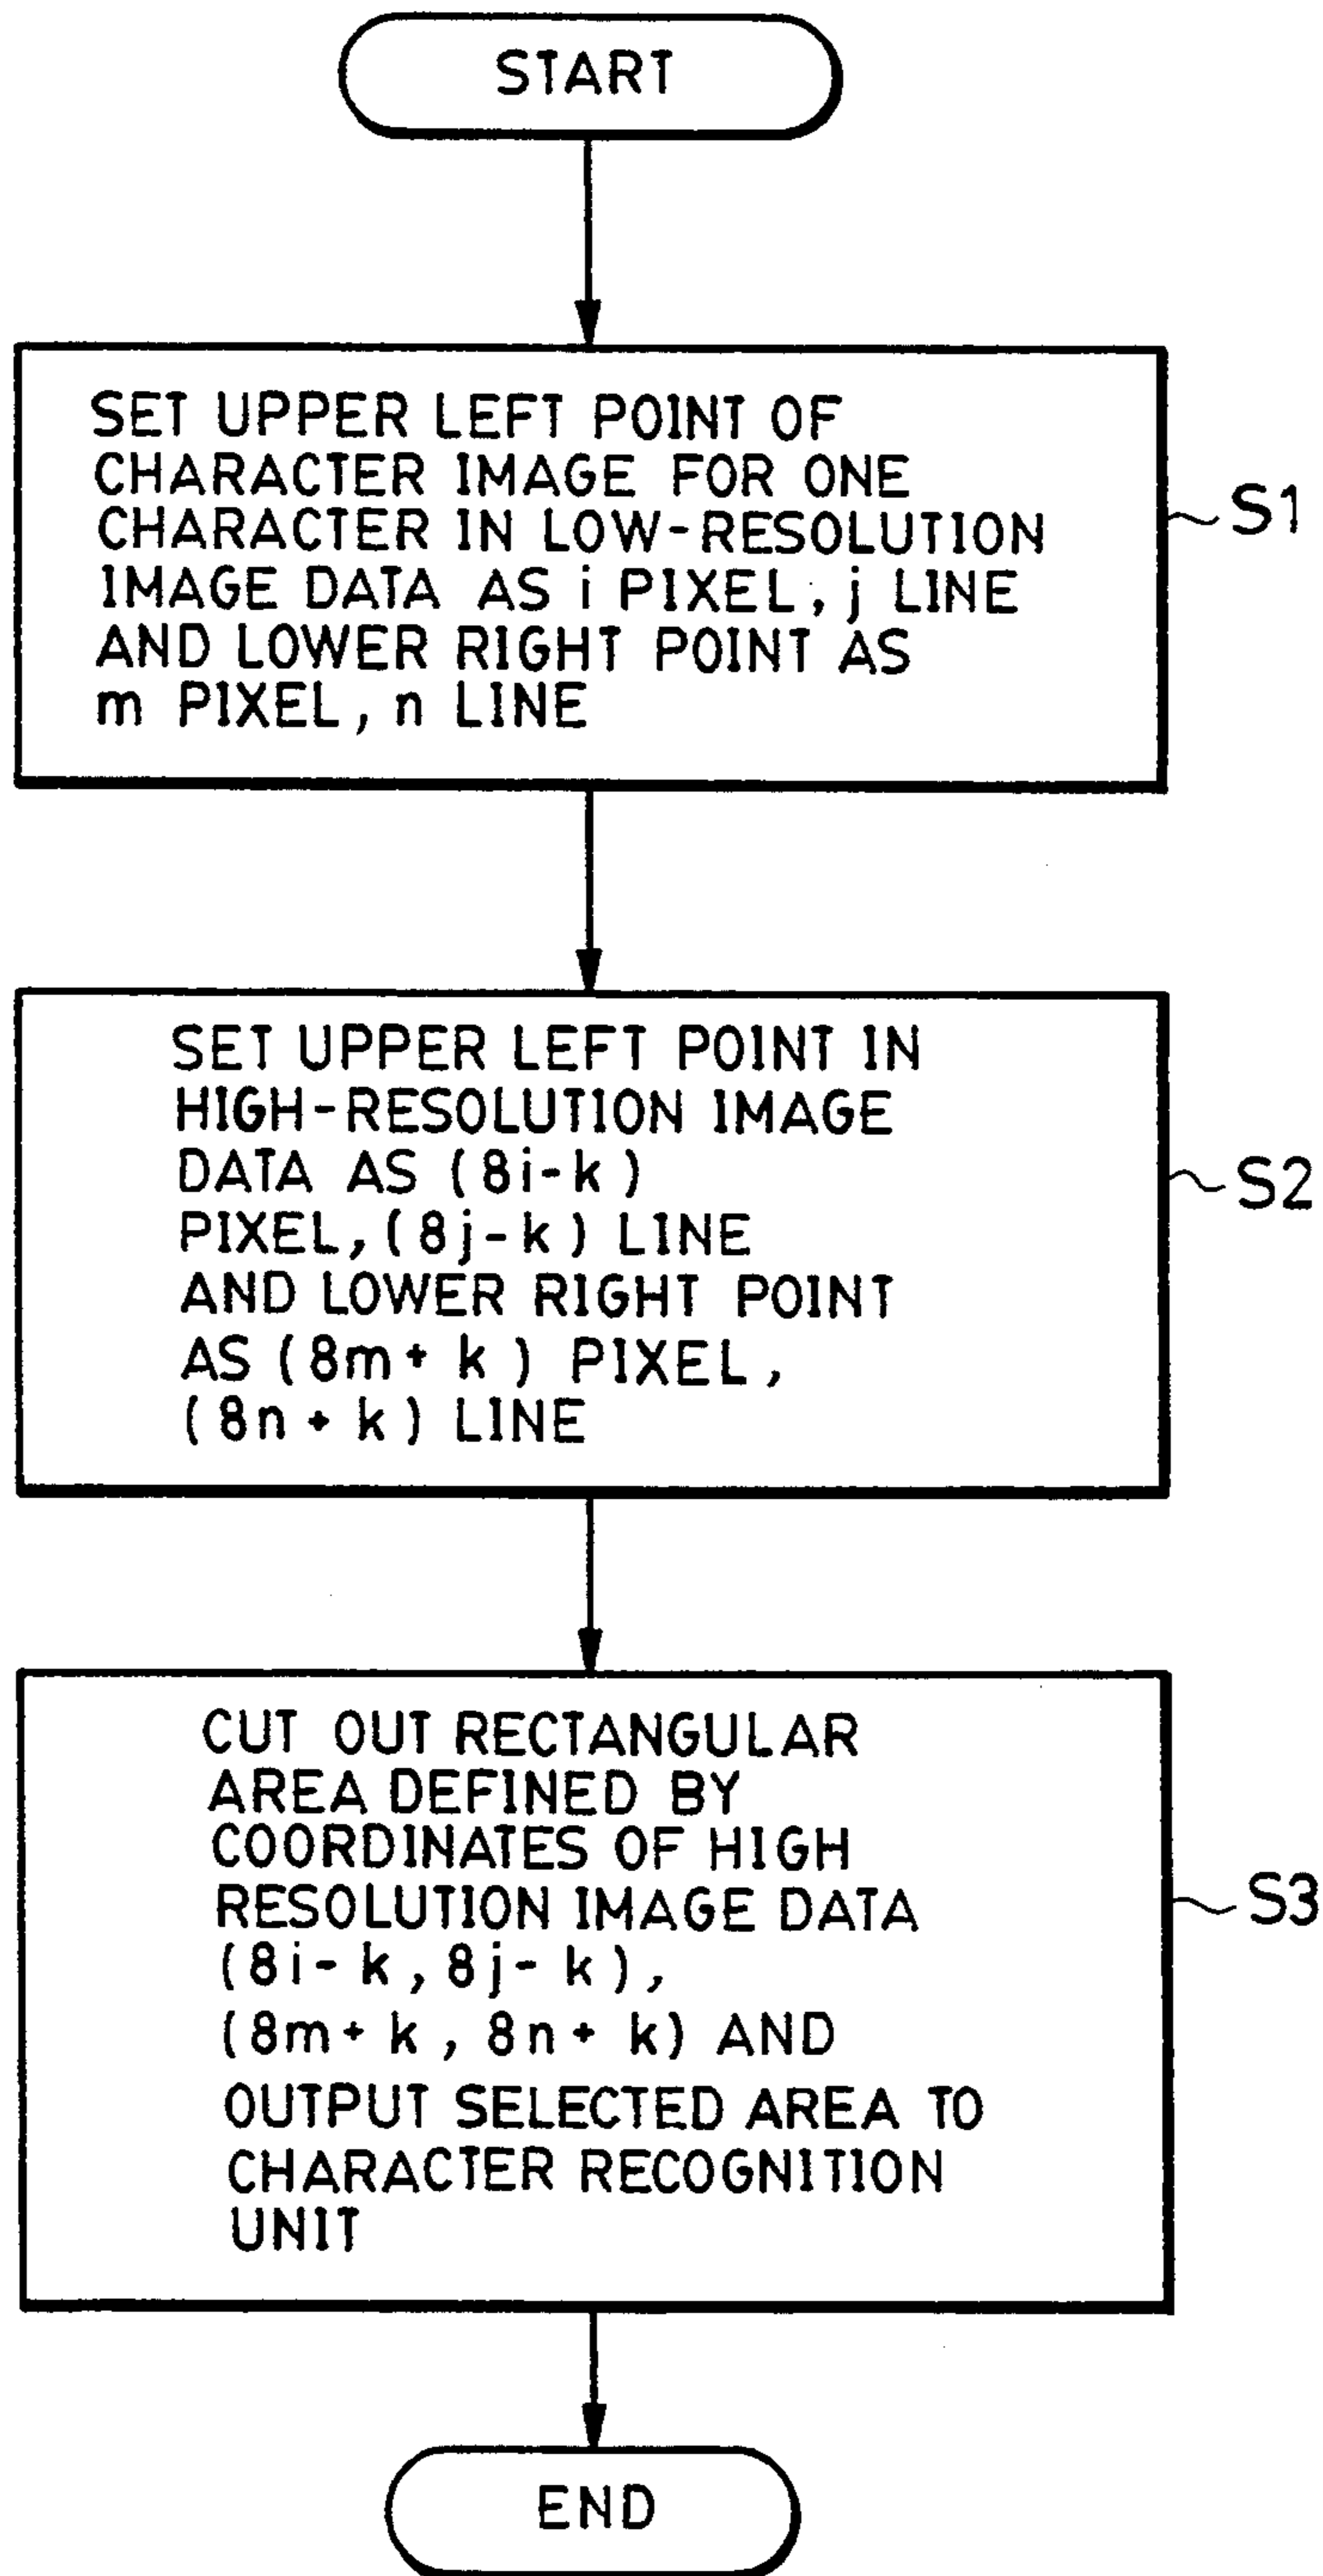 START
SET UPPER LEFT POINT OF
CHARACTER IMAGE FOR ONE
CHARACTER IN LOW-RESOLUTION
IMAGE DATA AS i PIXEL, j LINE
AND LOWER RIGHT POINT AS
m PIXEL, n LINE
S1
SET UPPER LEFT POINT IN
HIGH-RESOLUTION IMAGE
DATA AS (8i-k)
PIXEL, (8j-k) LINE
AND LOWER RIGHT POINT
AS (8m+k) PIXEL,
(8n+k) LINE
S2
CUT OUT RECTANGULAR
AREA DEFINED BY
COORDINATES OF HIGH
RESOLUTION IMAGE DATA
(8i-k, 8j-k),
(8m+k, 8n+k) AND
OUTPUT SELECTED AREA TO
CHARACTER RECOGNITION
UNIT
S3
END